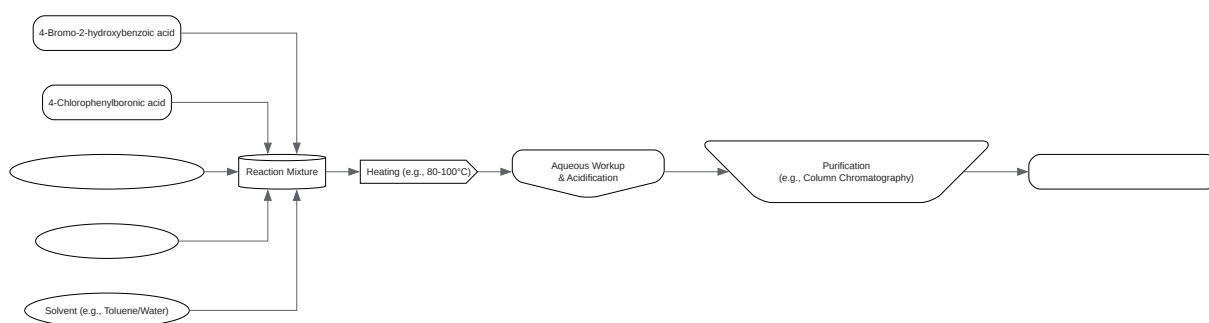 4-Bromo-2-hydroxybenzoic acid
4-Chlorophenylboronic acid
Reaction Mixture
Heating (e.g., 80-100°C)
Aqueous Workup
& Acidification
Purification
(e.g., Column Chromatography)
Solvent (e.g., Toluene/Water)